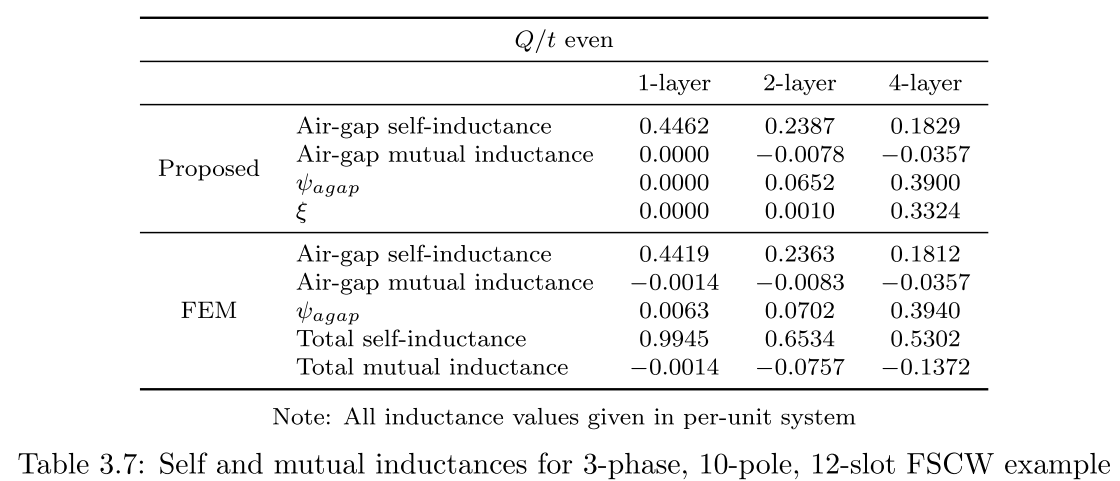 Q/t even
1-layer 2-layer 4-layer
Proposed
Air-gap self-inductance 0.4462 0.2387 0.1829
Air-gap mutual inductance 0.0000 −0.0078 −0.0357
ψagap 0.0000 0.0652 0.3900
ξ 0.0000 0.0010 0.3324
FEM
Air-gap self-inductance 0.4419 0.2363 0.1812
Air-gap mutual inductance −0.0014 −0.0083 −0.0357
ψagap 0.0063 0.0702 0.3940
Total self-inductance 0.9945 0.6534 0.5302
Total mutual inductance −0.0014 −0.0757 −0.1372
Note: All inductance values given in per-unit system
Table 3.7: Self and mutual inductances for 3-phase, 10-pole, 12-slot FSCW example